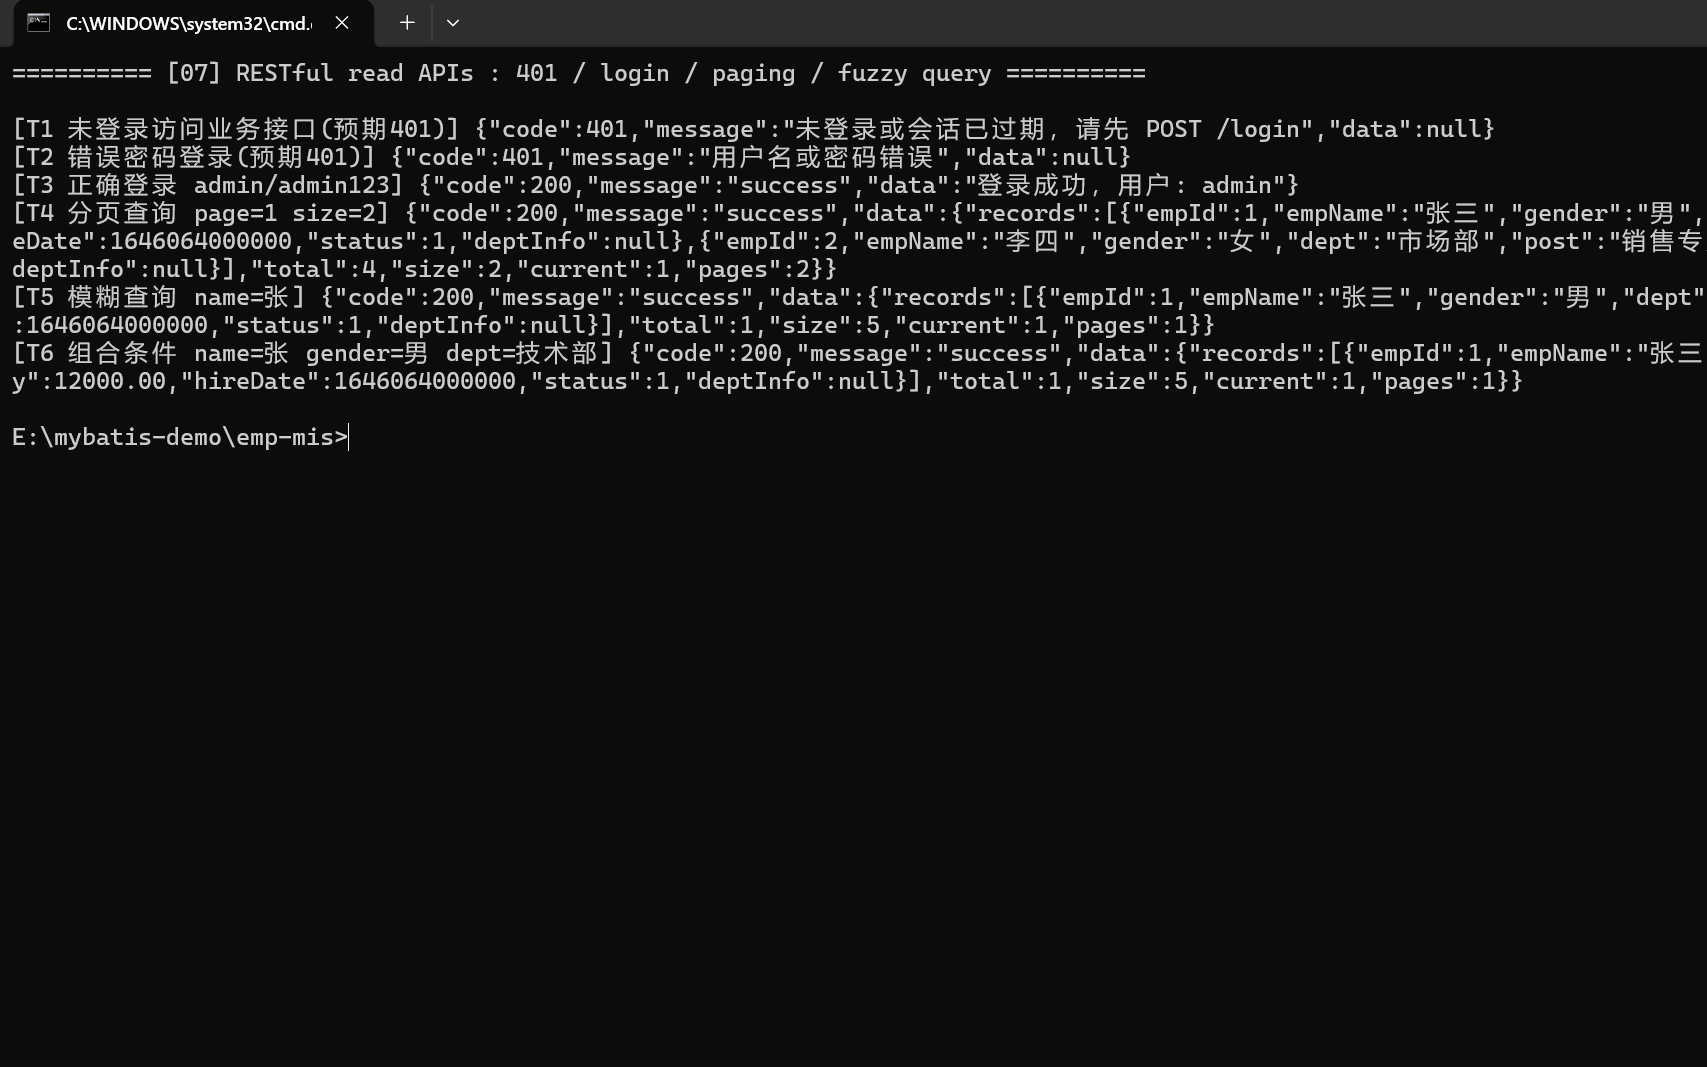 C:\WINDOWS\system32\cmd.
========== [07] RESTful read APIs : 401 / login / paging / fuzzy query ==========
[T1 未登录访问业务接口(预期401)] {"code":401,"message":"未登录或会话已过期, 请先 POST /login","data":null}
[T2 错误密码登录(预期401)] {"code":401,"message":"用户名或密码错误","data":null}
[T3 正确登录 admin/admin123] {"code":200,"message":"success","data":"登录成功, 用户: admin"}
[T4 分页查询 page=1 size=2] {"code":200,"message":"success","data":{"records":[{"empId":1,"empName":"张三","gender":"男",
eDate":1646064000000,"status":1,"deptInfo":null},{"empId":2,"empName":"李四","gender":"女","dept":"市场部","post":"销售专
deptInfo":null}],"total":4,"size":2,"current":1,"pages":2}}
[T5 模糊查询 name=张] {"code":200,"message":"success","data":{"records":[{"empId":1,"empName":"张三","gender":"男","dept"
:1646064000000,"status":1,"deptInfo":null}],"total":1,"size":5,"current":1,"pages":1}}
[T6 组合条件 name=张 gender=男 dept=技术部] {"code":200,"message":"success","data":{"records":[{"empId":1,"empName":"张三
y":12000.00,"hireDate":1646064000000,"status":1,"deptInfo":null}],"total":1,"size":5,"current":1,"pages":1}}
E:\mybatis-demo\emp-mis>